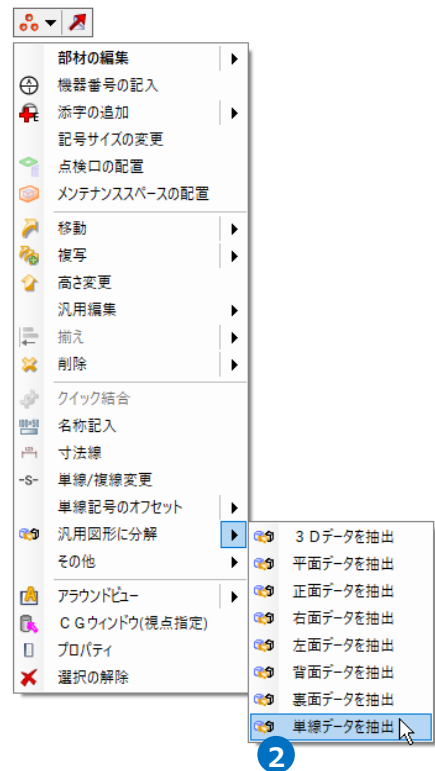 部材の編集
機器番号の記入
添字の追加
記号サイズの変更
点検口の配置
メンテナンススペースの配置
移動
複写
高さ変更
汎用編集
揃え
削除
クイック結合
名称記入
寸法線
-S- 単線/複線変更
単線記号のオフセット
汎用図形に分解
その他
アラウンドビュー
CGウィンドウ(視点指定)
プロパティ
選択の解除
3Dデータを抽出
平面データを抽出
正面データを抽出
右面データを抽出
左面データを抽出
背面データを抽出
裏面データを抽出
単線データを抽出
2